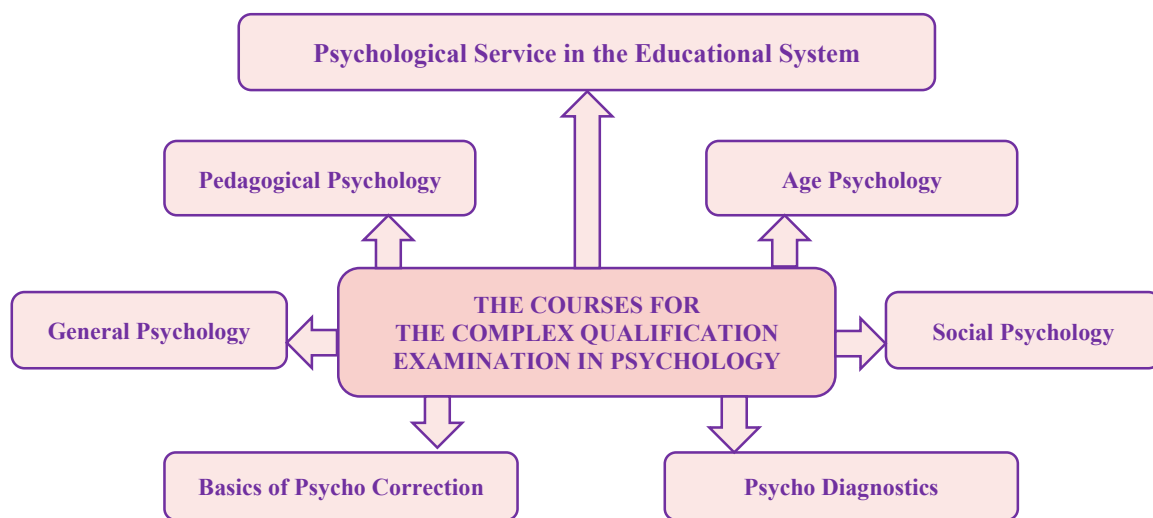 Psychological Service in the Educational System
Pedagogical Psychology
Age Psychology
THE COURSES FOR
THE COMPLEX QUALIFICATION
EXAMINATION IN PSYCHOLOGY
General Psychology
Social Psychology
Basics of Psycho Correction
Psycho Diagnostics